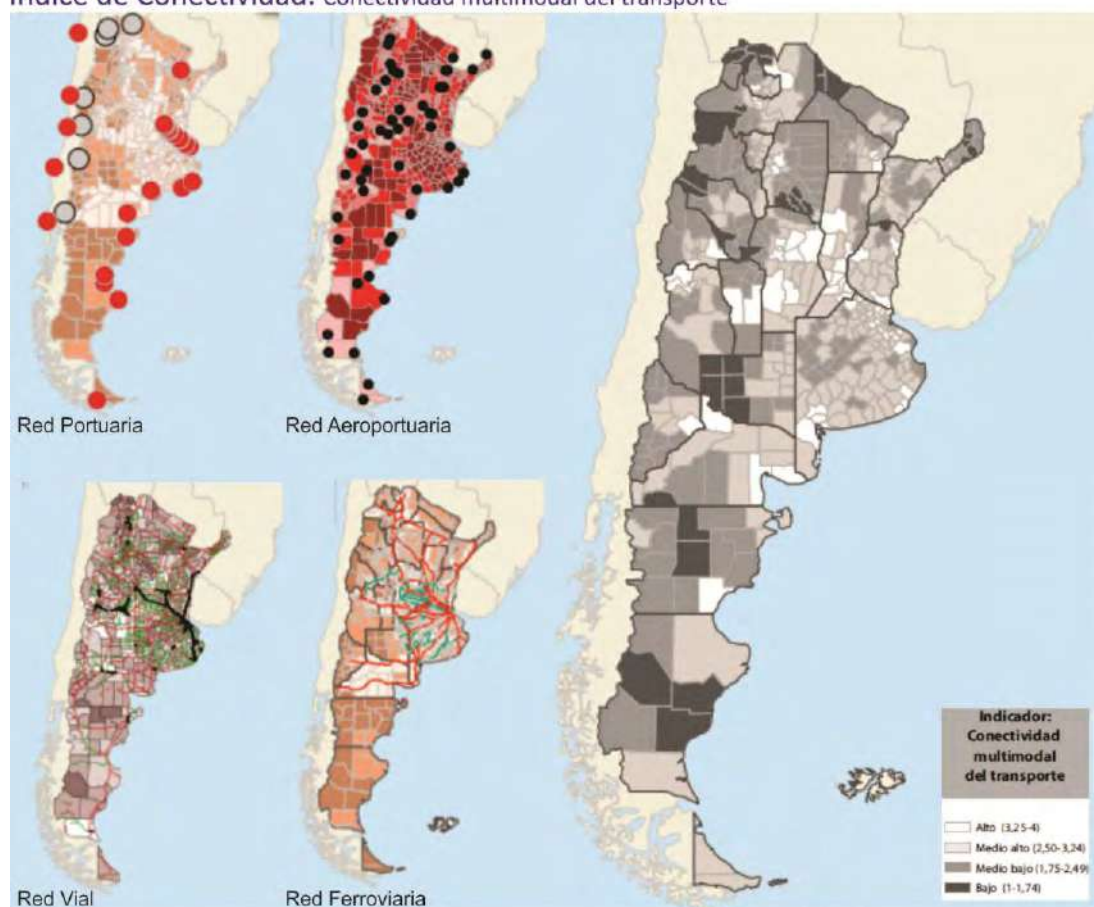 Índice de Conectividad: Conectividad multimodal del transporte
Red Portuaria
Red Aeroportuaria
Red Vial
Red Ferroviaria
Indicador:
Conectividad
multimodal
del transporte
Alto (3,25-4)
Medio alto (2,50-3,24)
Medio bajo (1,75-2,49)
Bajo (1-1,74)